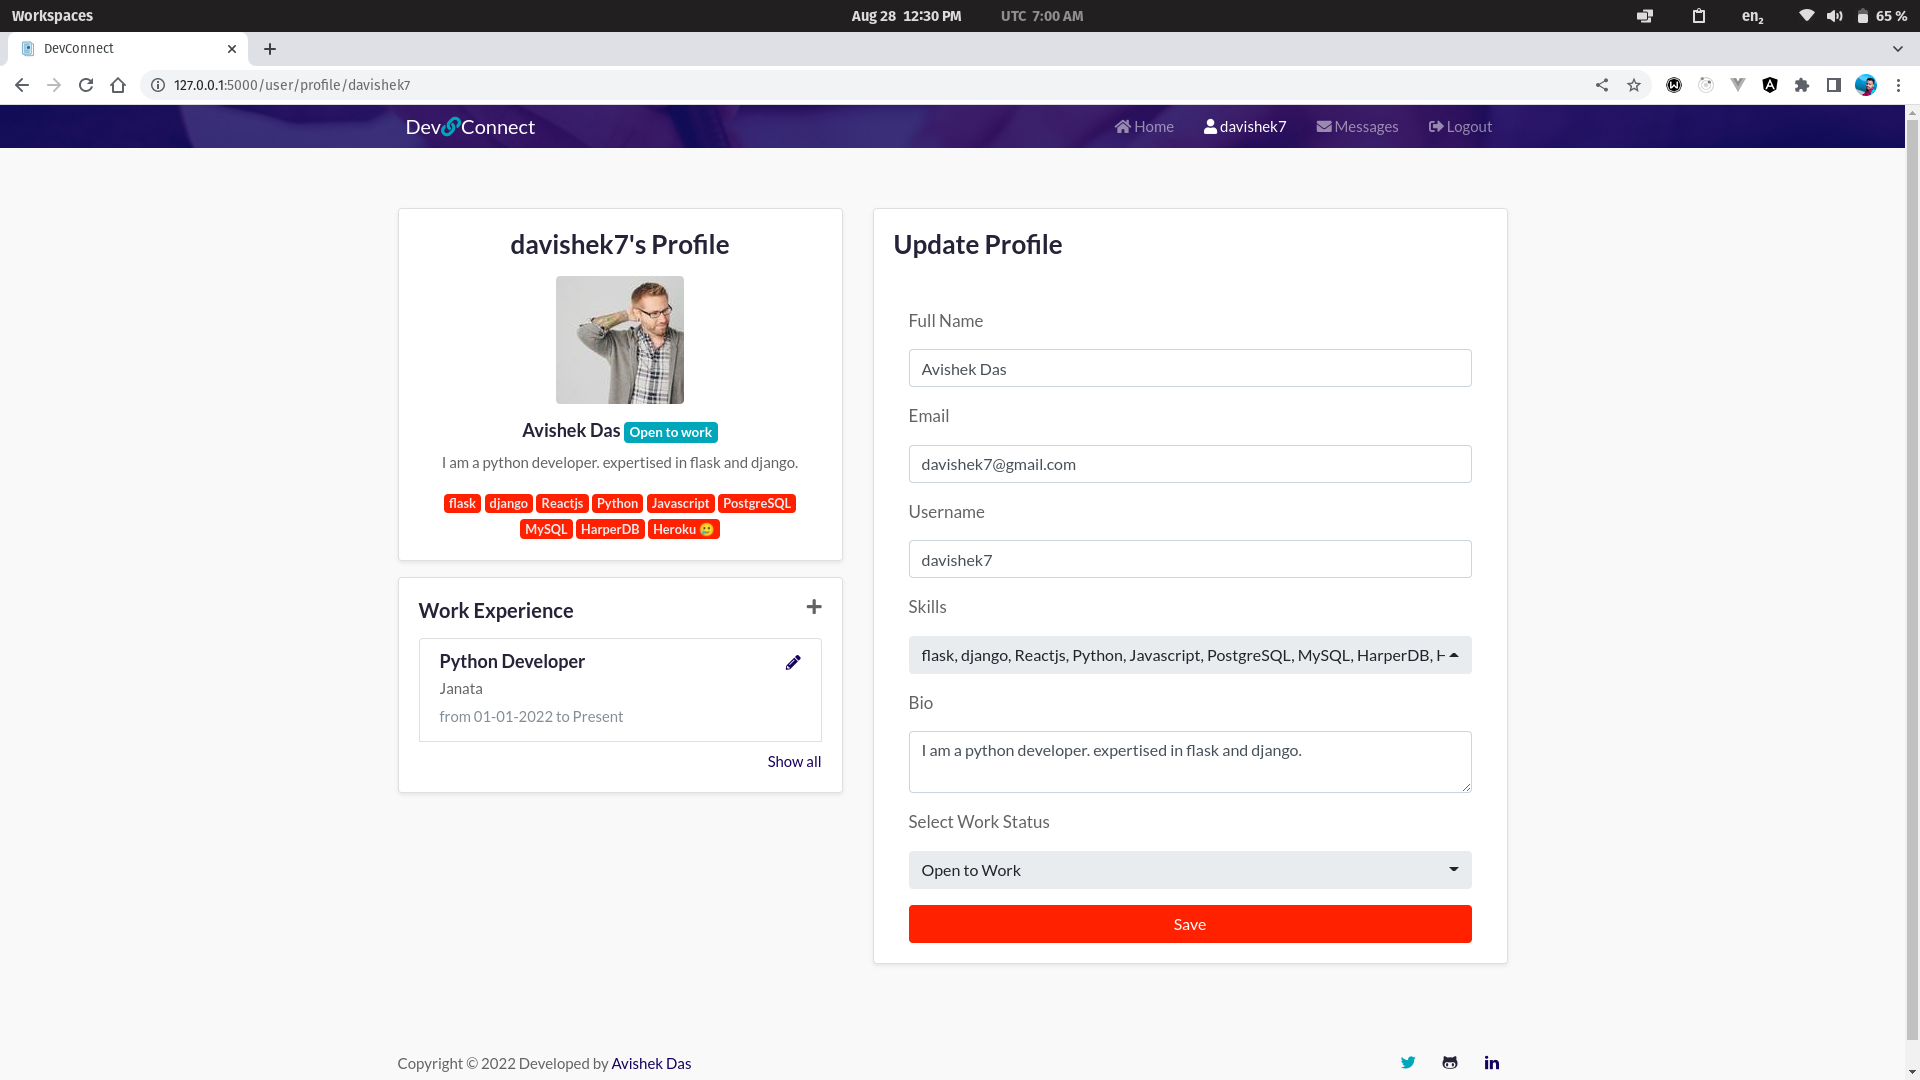 Workspaces
Aug 28 12:30 PM UTC 7:00 AM
en₂
65 %
DevConnect
127.0.0.1:5000/user/profile/davishek7
Dev Connect
Home
davishek7
Messages
Logout
davishek7's Profile
Avishek Das Open to work
I am a python developer. expertised in flask and django.
flask django Reactjs Python Javascript PostgreSQL
MySQL HarperDB Heroku 🥲
Work Experience
Python Developer
Janata
from 01-01-2022 to Present
Show all
Update Profile
Full Name
Avishek Das
Email
davishek7@gmail.com
Username
davishek7
Skills
flask, django, Reactjs, Python, Javascript, PostgreSQL, MySQL, HarperDB,
Bio
I am a python developer. expertised in flask and django.
Select Work Status
Open to Work
Save
Copyright © 2022 Developed by Avishek Das